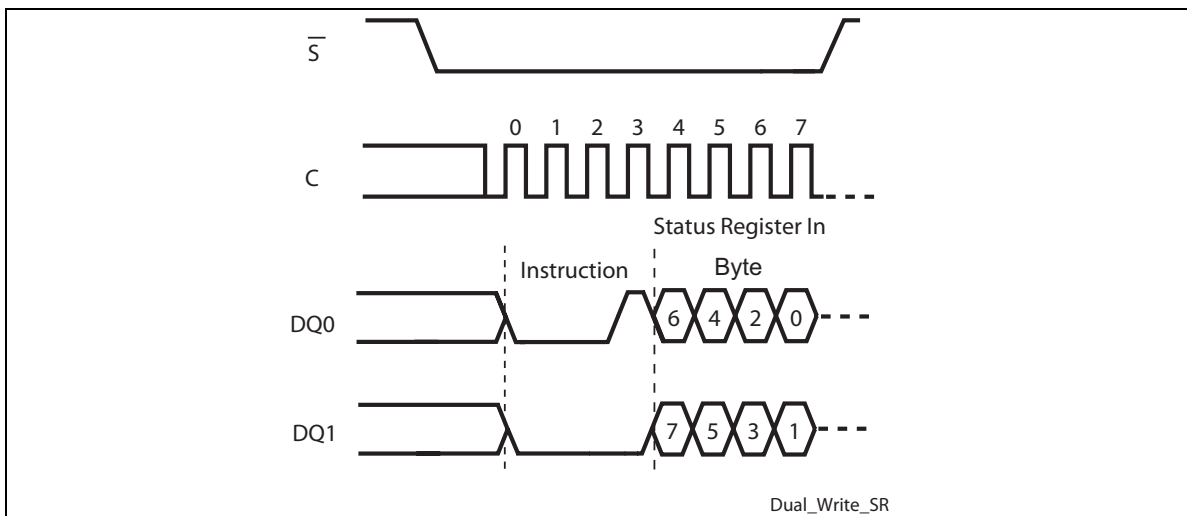 S̅
0 1 2 3 4 5 6 7
C
Status Register In
Instruction Byte
DQ0 6 4 2 0
DQ1 7 5 3 1
Dual_Write_SR